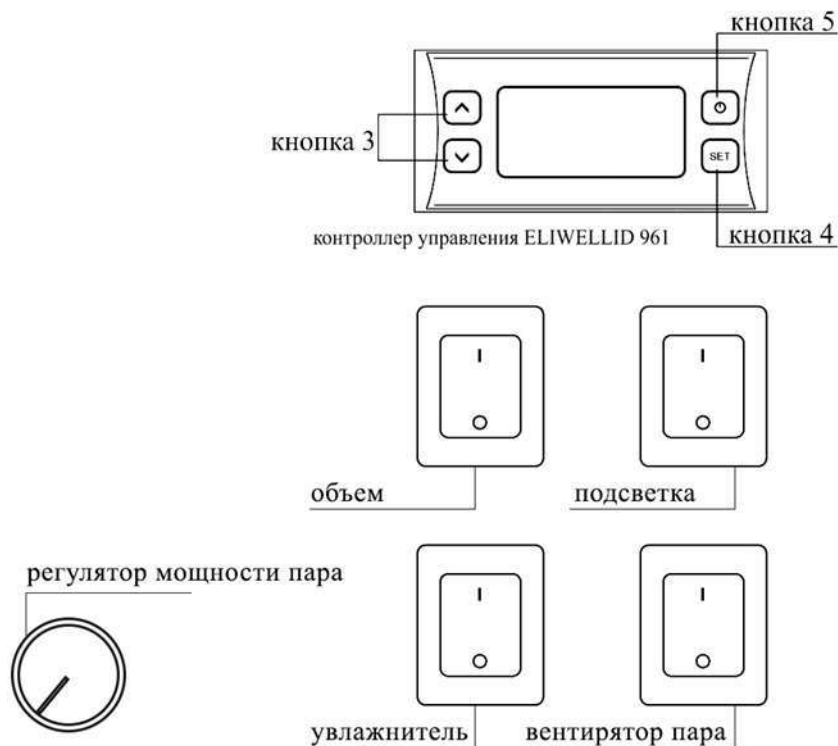 кнопка 5
кнопка 3
SET
контроллер управления ELIWELLID 961
кнопка 4
I
I
объем
подсветка
регулятор мощности пара
I
I
увлажнитель
вентирятор пара